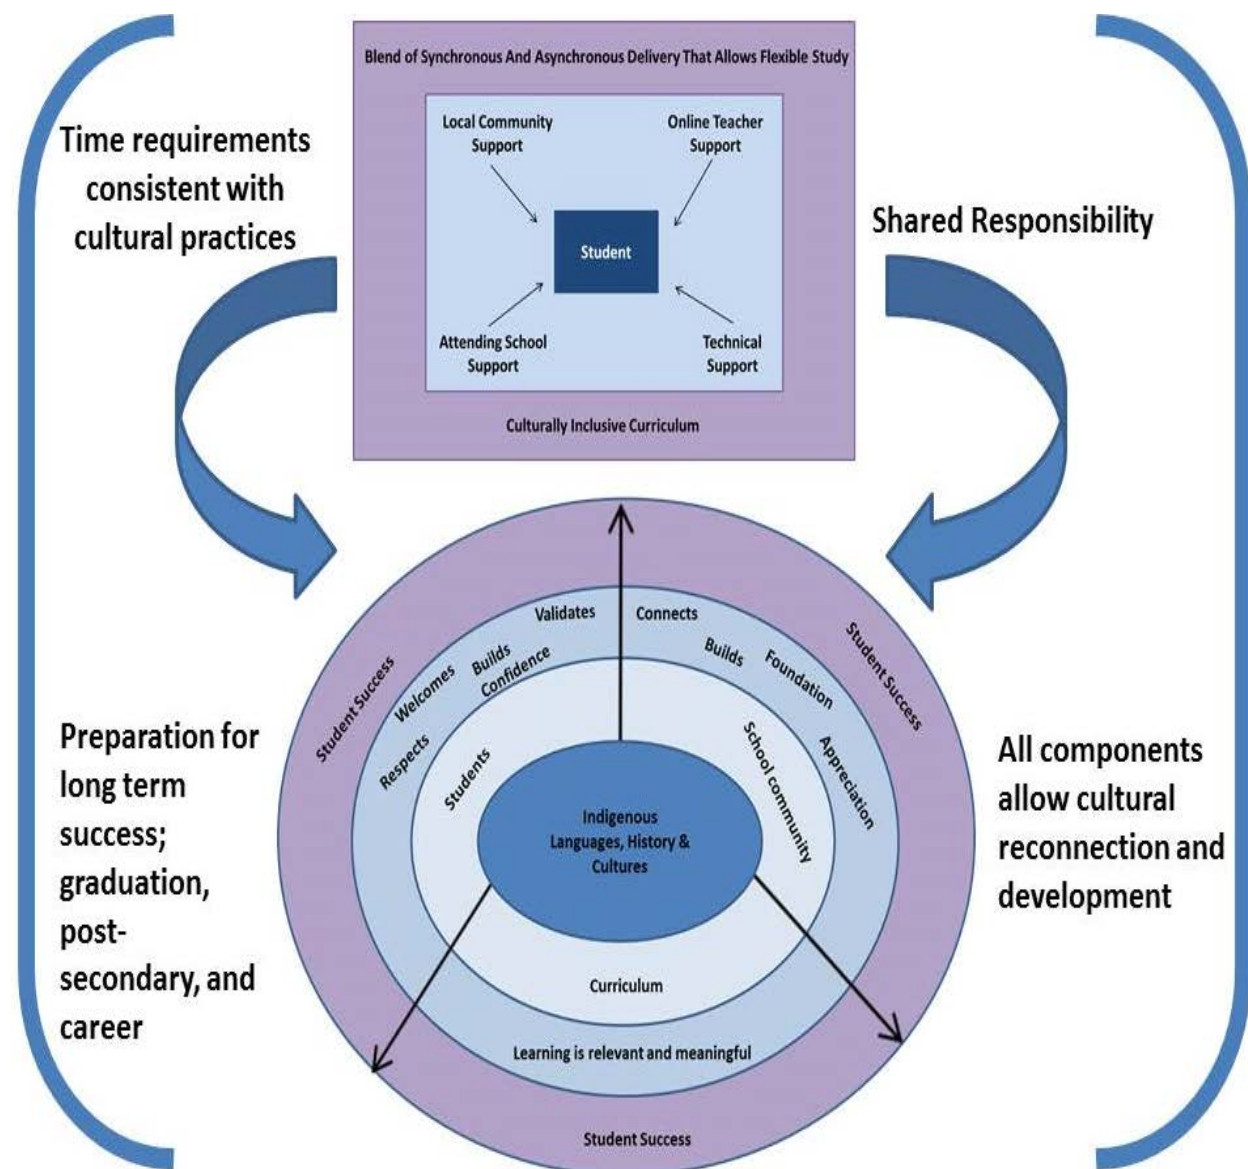 Blend of Synchronous And Asynchronous Delivery That Allows Flexible Study
Local Community
Support
Online Teacher
Support
Student
Attending School
Support
Technical
Support
Culturally Inclusive Curriculum
Time requirements
consistent with
cultural practices
Shared Responsibility
Validates
Connects
Builds
Confidence
Welcomes
Respects
Builds
Foundation
Appreciation
Student Success
Student Success
Students
School community
Indigenous
Languages, History &
Cultures
Curriculum
Learning is relevant and meaningful
Student Success
Preparation for
long term
success;
graduation,
post-
secondary, and
career
All components
allow cultural
reconnection and
development